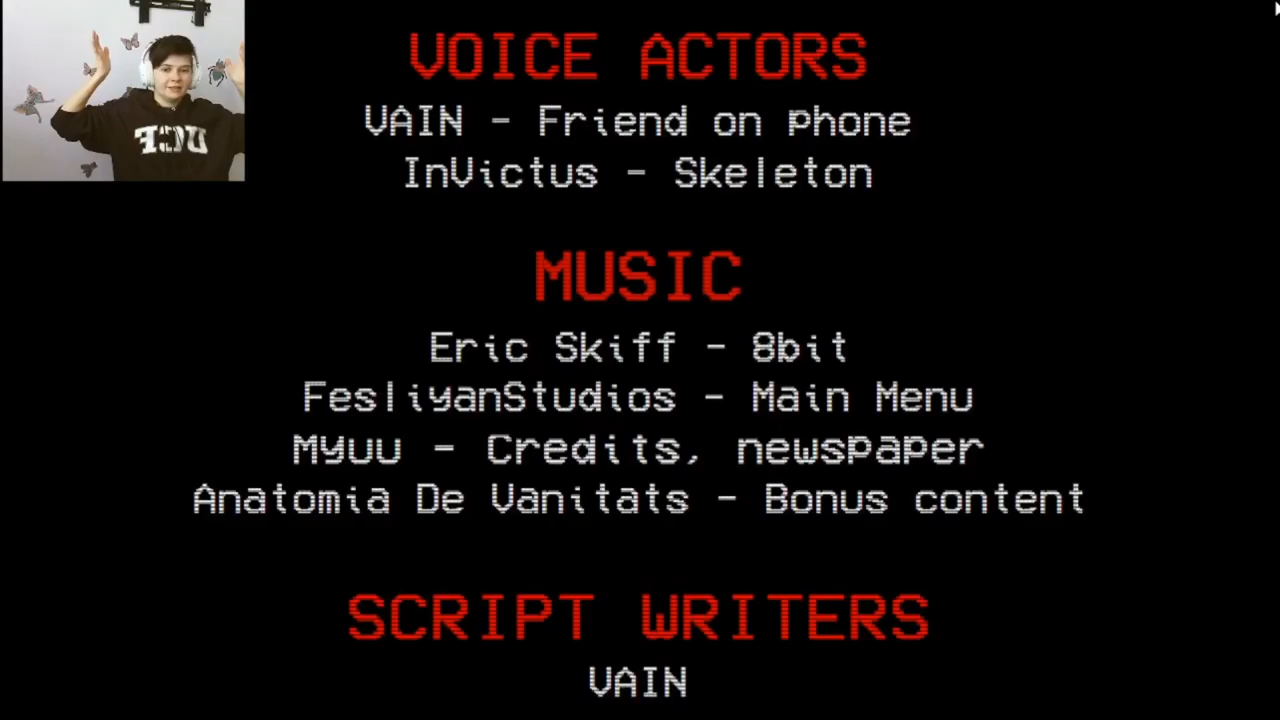 VOICE ACTORS
VAIN - Friend on phone
InVictus - Skeleton
MUSIC
Eric Skiff - 8bit
FesliyanStudios - Main Menu
Myuu - Credits, newspaper
Anatomia De Vanitats - Bonus content
SCRIPT WRITERS
VAIN